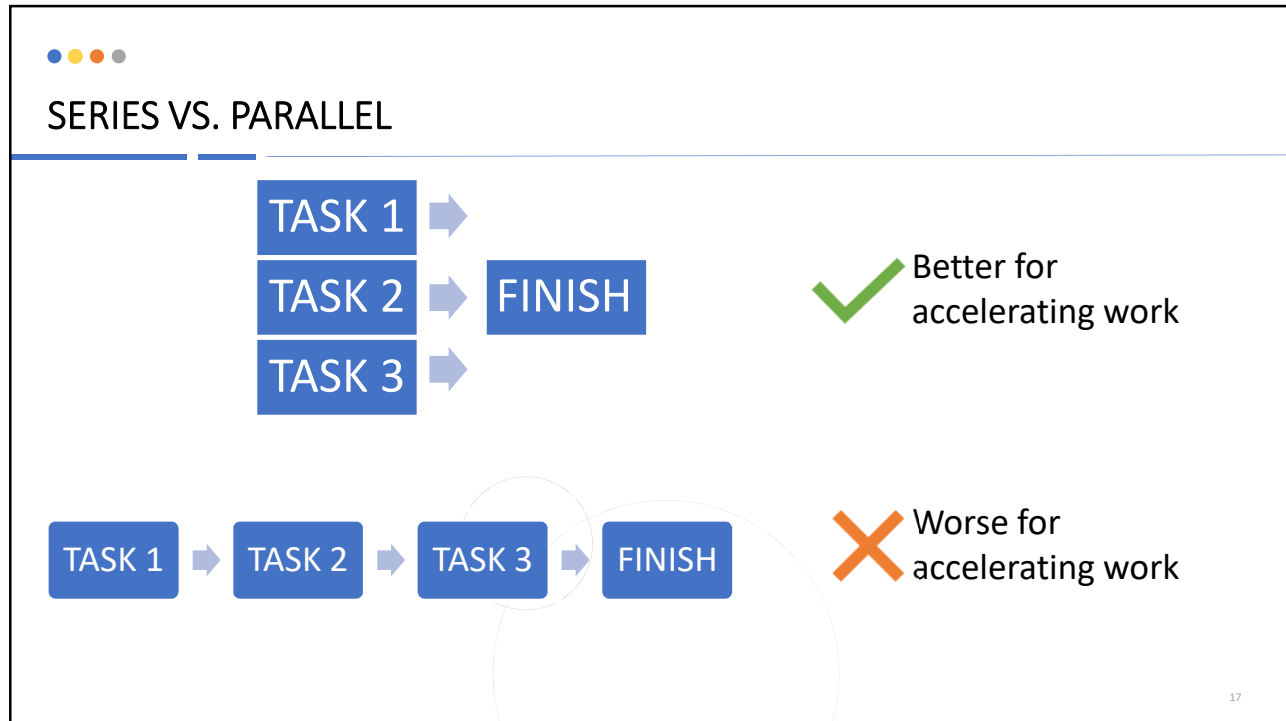 SERIES VS. PARALLEL
TASK 1
TASK 2
FINISH
TASK 3
Better for
accelerating work
TASK 1
TASK 2
TASK 3
FINISH
Worse for
accelerating work
17